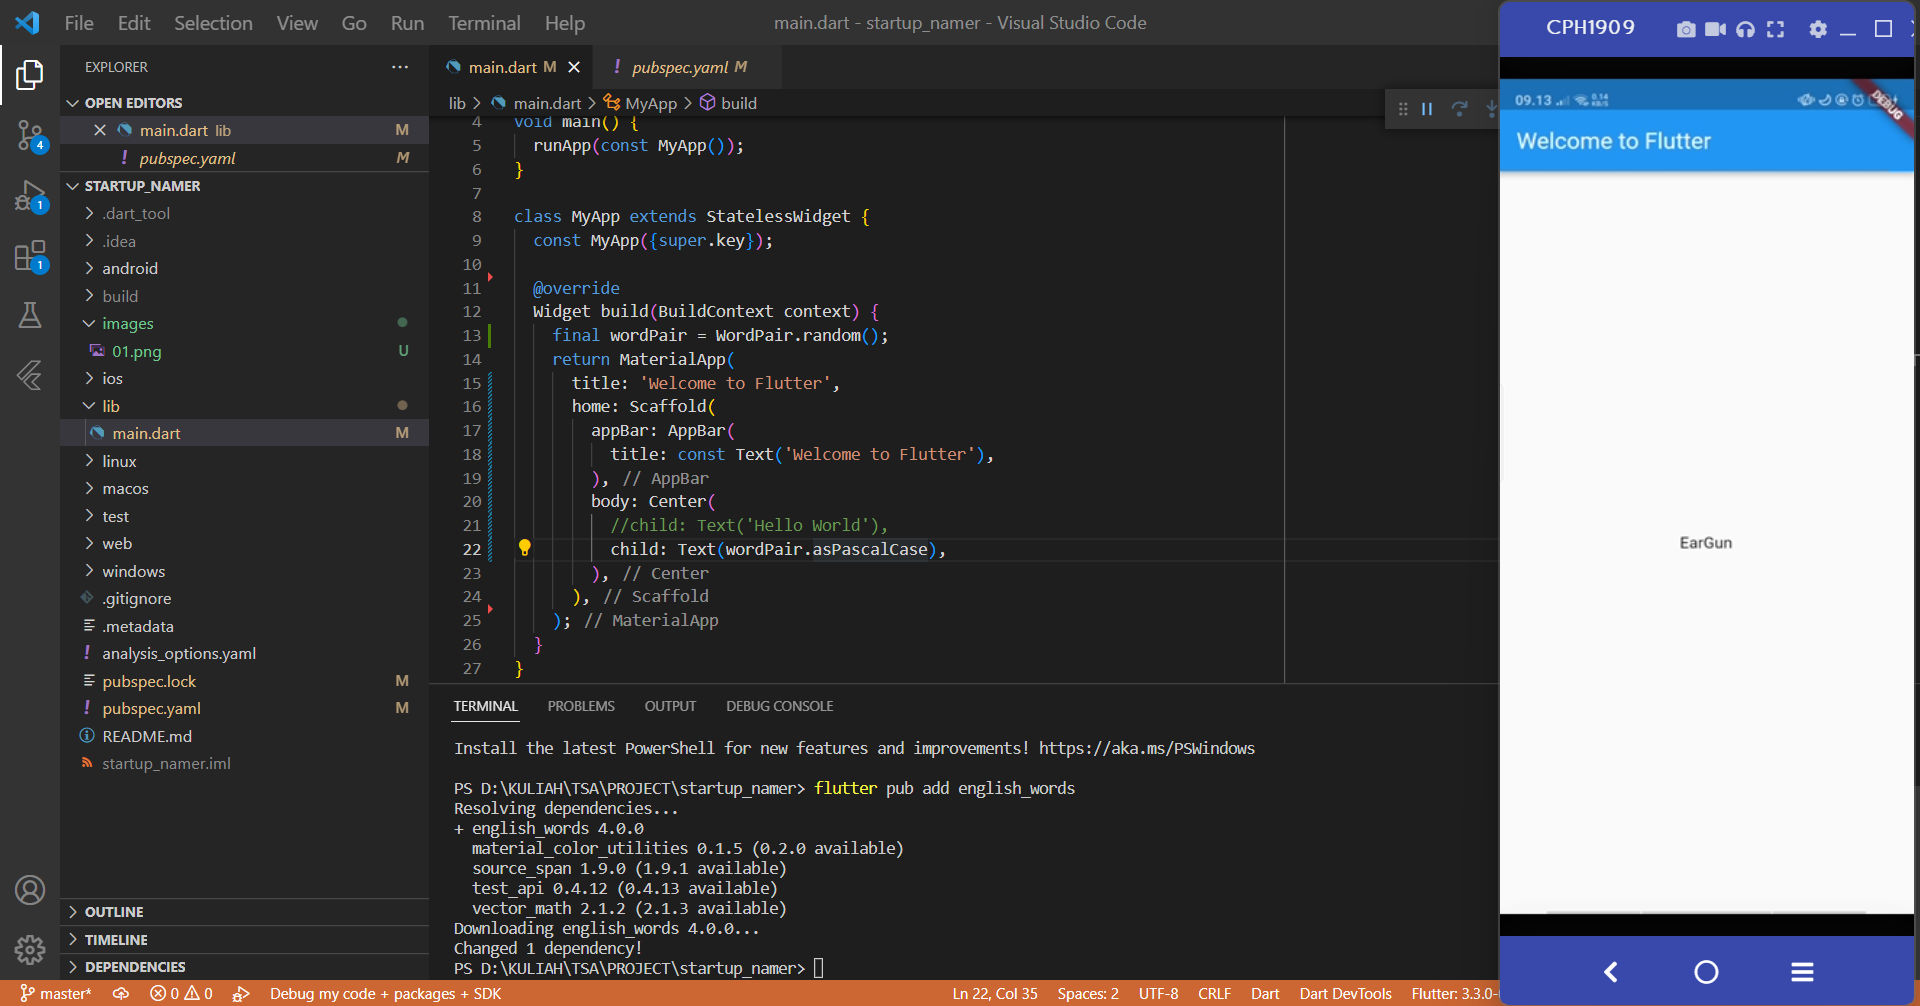 File Edit Selection View Go Run Terminal Help
main.dart - startup_namer - Visual Studio Code
EXPLORER
OPEN EDITORS
main.dart lib M
! pubspec.yaml M
STARTUP_NAMER
.dart_tool
.idea
android
build
images
01.png U
ios
lib
main.dart M
linux
macos
test
web
windows
.gitignore
.metadata
! analysis_options.yaml
pubspec.lock M
! pubspec.yaml M
README.md
startup_namer.iml
OUTLINE
TIMELINE
DEPENDENCIES
4
1
1
main.dart M
! pubspec.yaml M
lib > main.dart > MyApp > build
4 void main() {
5 runApp(const MyApp());
6 }
7
8 class MyApp extends StatelessWidget {
9 const MyApp({super.key});
10
11 @override
12 Widget build(BuildContext context) {
13 final wordPair = WordPair.random();
14 return MaterialApp(
15 title: 'Welcome to Flutter',
16 home: Scaffold(
17 appBar: AppBar(
18 title: const Text('Welcome to Flutter'),
19 ), // AppBar
20 body: Center(
21 //child: Text('Hello World'),
22 child: Text(wordPair.asPascalCase),
23 ), // Center
24 ), // Scaffold
25 ); // MaterialApp
26 }
27 }
TERMINAL PROBLEMS OUTPUT DEBUG CONSOLE
Install the latest PowerShell for new features and improvements! https://aka.ms/PSWindows
PS D:\KULIAH\TSA\PROJECT\startup_namer> flutter pub add english_words
Resolving dependencies...
+ english_words 4.0.0
material_color_utilities 0.1.5 (0.2.0 available)
source_span 1.9.0 (1.9.1 available)
test_api 0.4.12 (0.4.13 available)
vector_math 2.1.2 (2.1.3 available)
Downloading english_words 4.0.0...
Changed 1 dependency!
PS D:\KULIAH\TSA\PROJECT\startup_namer>
master* 0 0 Debug my code + packages + SDK
Ln 22, Col 35 Spaces: 2 UTF-8 CRLF Dart Dart DevTools Flutter: 3.3.0-
CPH1909
09.13 0.14 KB/S
DEBUG
Welcome to Flutter
EarGun